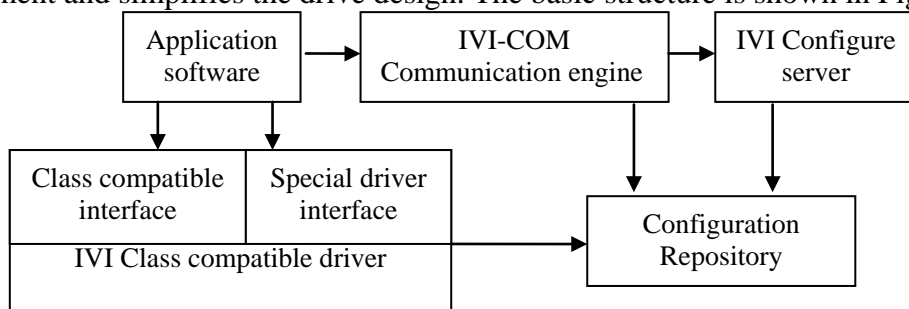 ment and simplifies the drive design. The basic structure is shown in Fig
Application
software
IVI-COM
Communication engine
IVI Configure
server
Class compatible
interface
Special driver
interface
IVI Class compatible driver
Configuration
Repository